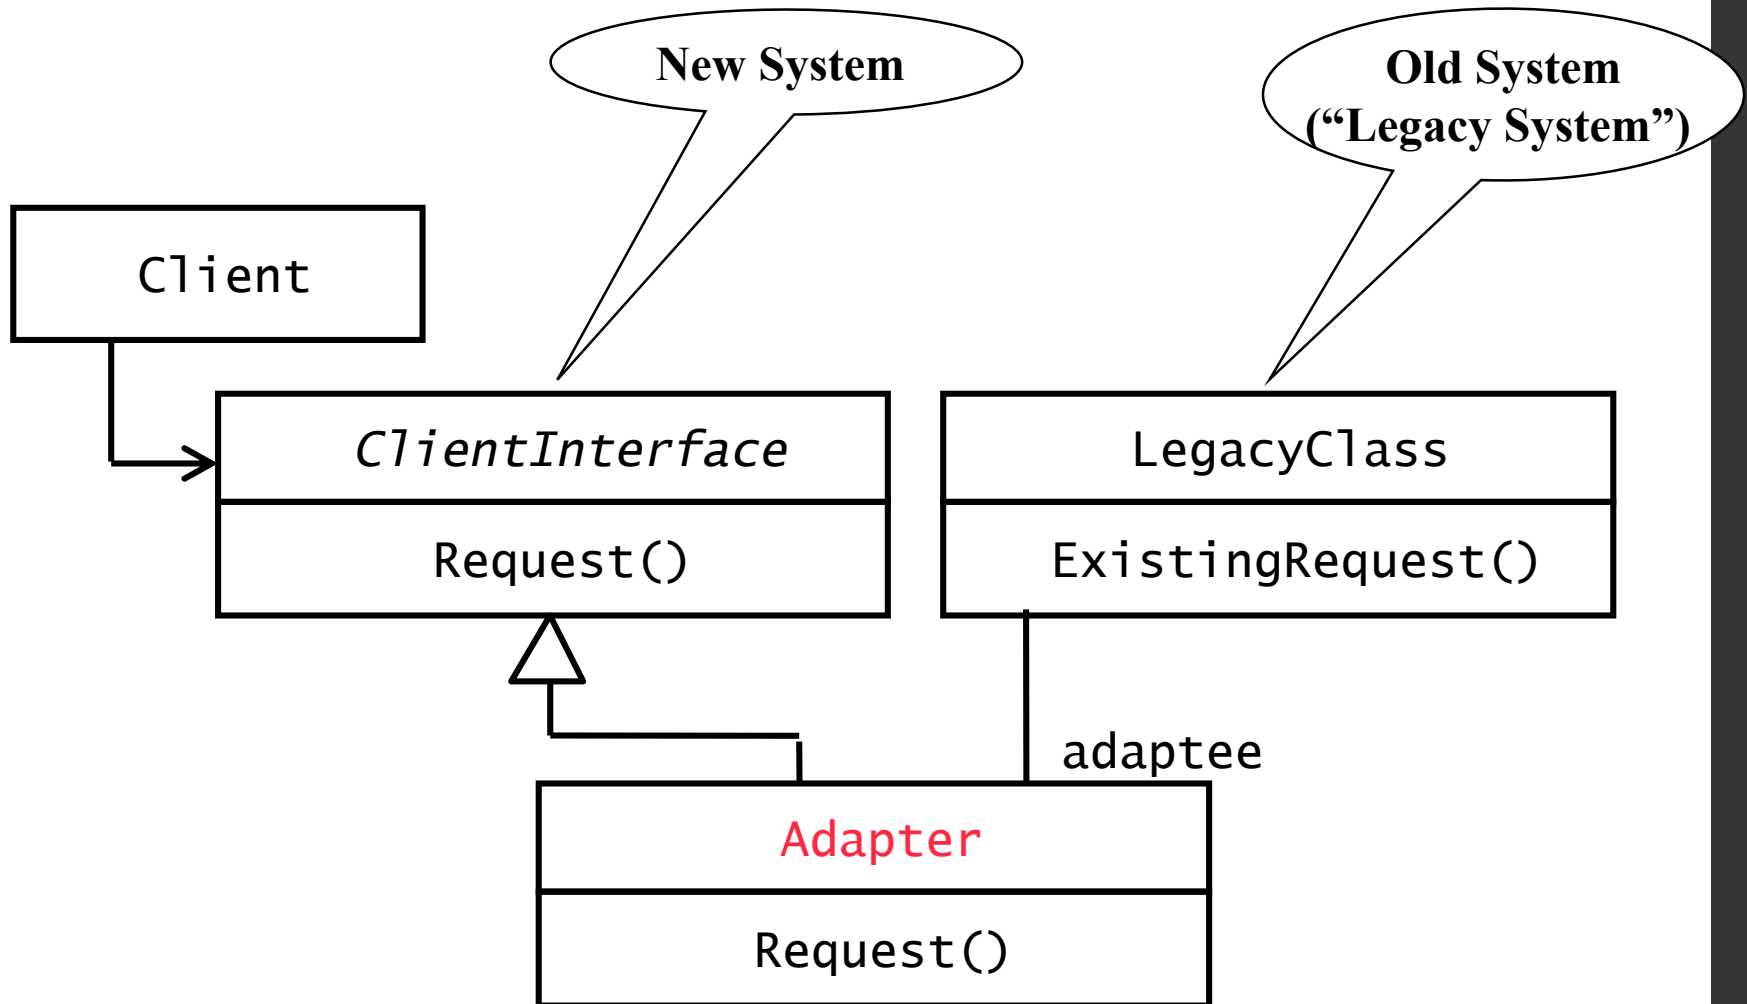 New System
Old System
(“Legacy System”)
Client
ClientInterface
LegacyClass
Request()
ExistingRequest()
adaptee
Adapter
Request()